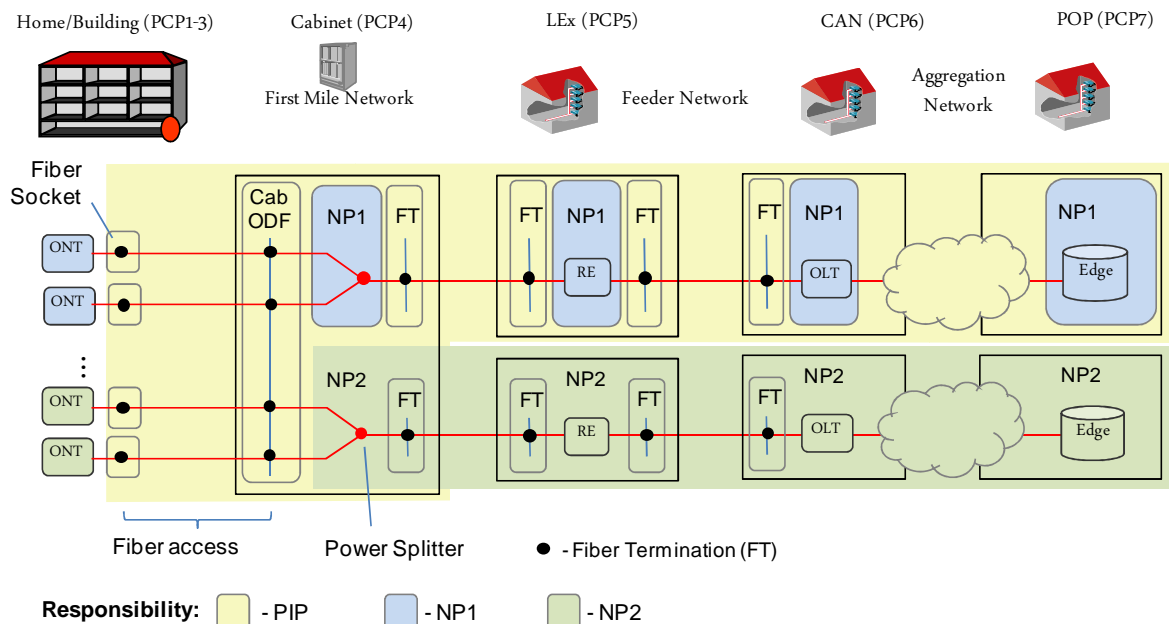 Home/Building (PCP1-3)
Cabinet (PCP4)
LEx (PCP5)
CAN (PCP6)
POP (PCP7)
First Mile Network
Feeder Network
Aggregation
Network
Fiber
Socket
Cab
ODF
NP1
FT
FT
NP1
FT
FT
NP1
NP1
ONT
RE
OLT
Edge
ONT
⋮
NP2
NP2
NP2
NP2
ONT
FT
FT
FT
FT
RE
OLT
Edge
ONT
Fiber access
Power Splitter
- Fiber Termination (FT)
Responsibility:
- PIP
- NP1
- NP2